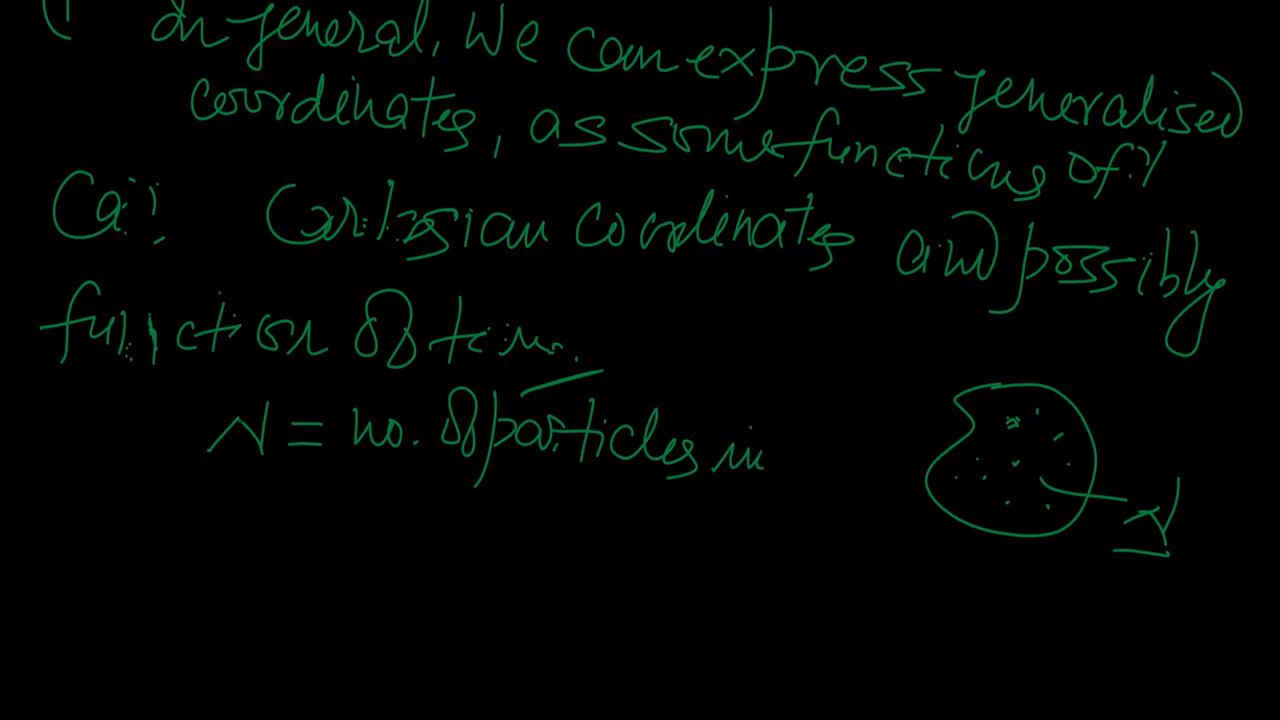 ( In general, We can express generalised
coordinates, as some functions of
Cartesian coordinates and possibly
function of time.
N = no. of particles in
N